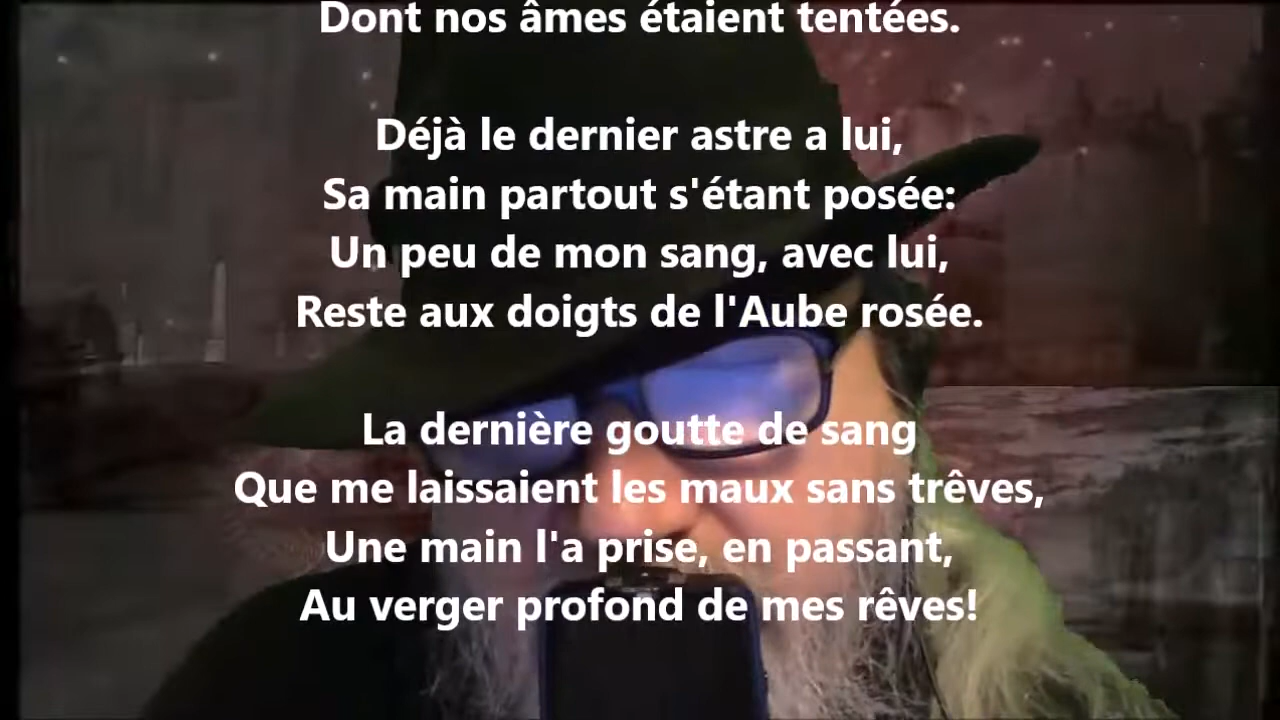 Dont nos âmes étaient tentées.
Déjà le dernier astre a lui,
Sa main partout s'étant posée:
Un peu de mon sang, avec lui,
Reste aux doigts de l'Aube rosée.
La dernière goutte de sang
Que me laissaient les maux sans trêves,
Une main l'a prise, en passant,
Au verger profond de mes rêves!